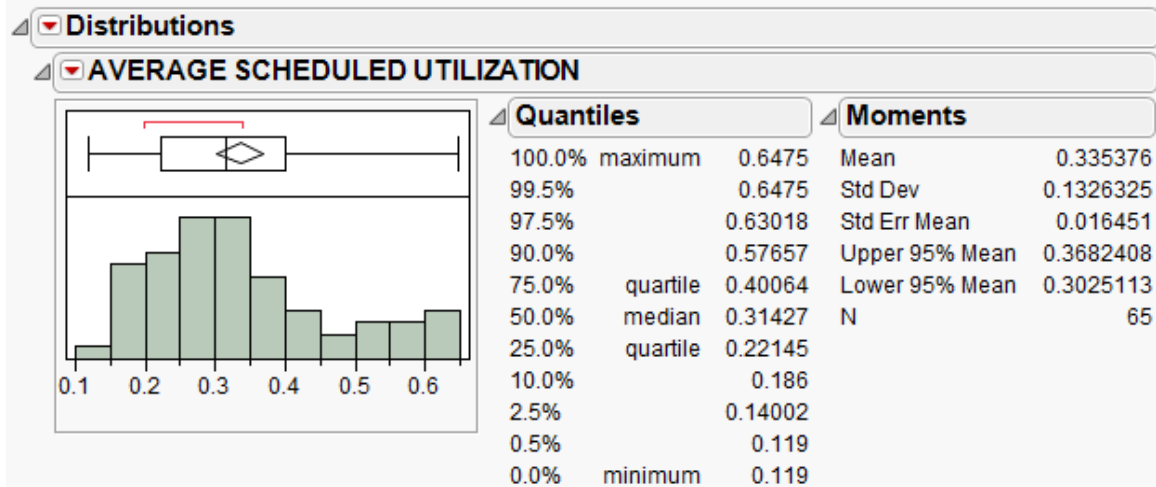 Distributions
AVERAGE SCHEDULED UTILIZATION
0.1 0.2 0.3 0.4 0.5 0.6
Quantiles
100.0% maximum 0.6475
99.5% 0.6475
97.5% 0.63018
90.0% 0.57657
75.0% quartile 0.40064
50.0% median 0.31427
25.0% quartile 0.22145
10.0% 0.186
2.5% 0.14002
0.5% 0.119
0.0% minimum 0.119
Moments
Mean 0.335376
Std Dev 0.1326325
Std Err Mean 0.016451
Upper 95% Mean 0.3682408
Lower 95% Mean 0.3025113
N 65